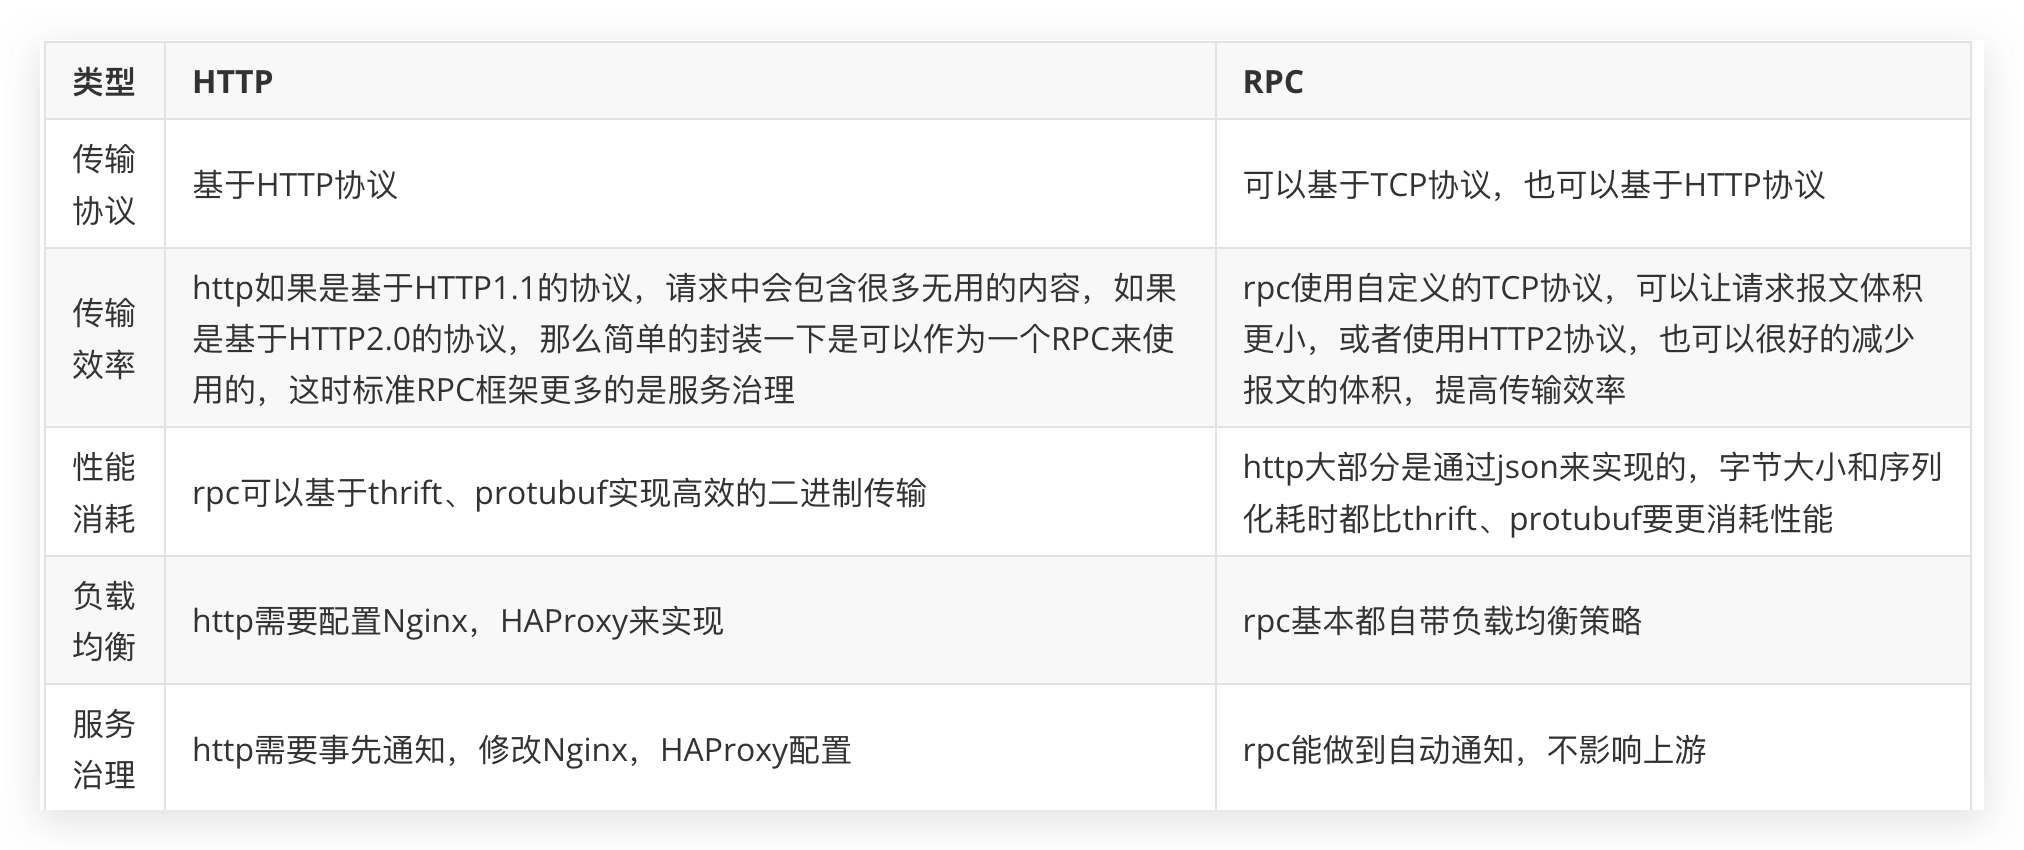 类型
HTTP
RPC
传输
协议
基于HTTP协议
可以基于TCP协议，也可以基于HTTP协议
传输
效率
http如果是基于HTTP1.1的协议，请求中会包含很多无用的内容，如果
是基于HTTP2.0的协议，那么简单的封装一下是可以作为一个RPC来使
用的，这时标准RPC框架更多的是服务治理
rpc使用自定义的TCP协议，可以让请求报文体积
更小，或者使用HTTP2协议，也可以很好的减少
报文的体积，提高传输效率
性能
消耗
rpc可以基于thrift、protubuf实现高效的二进制传输
http大部分是通过json来实现的，字节大小和序列
化耗时都比thrift、protubuf要更消耗性能
负载
均衡
http需要配置Nginx，HAProxy来实现
rpc基本都自带负载均衡策略
服务
治理
http需要事先通知，修改Nginx，HAProxy配置
rpc能做到自动通知，不影响上游